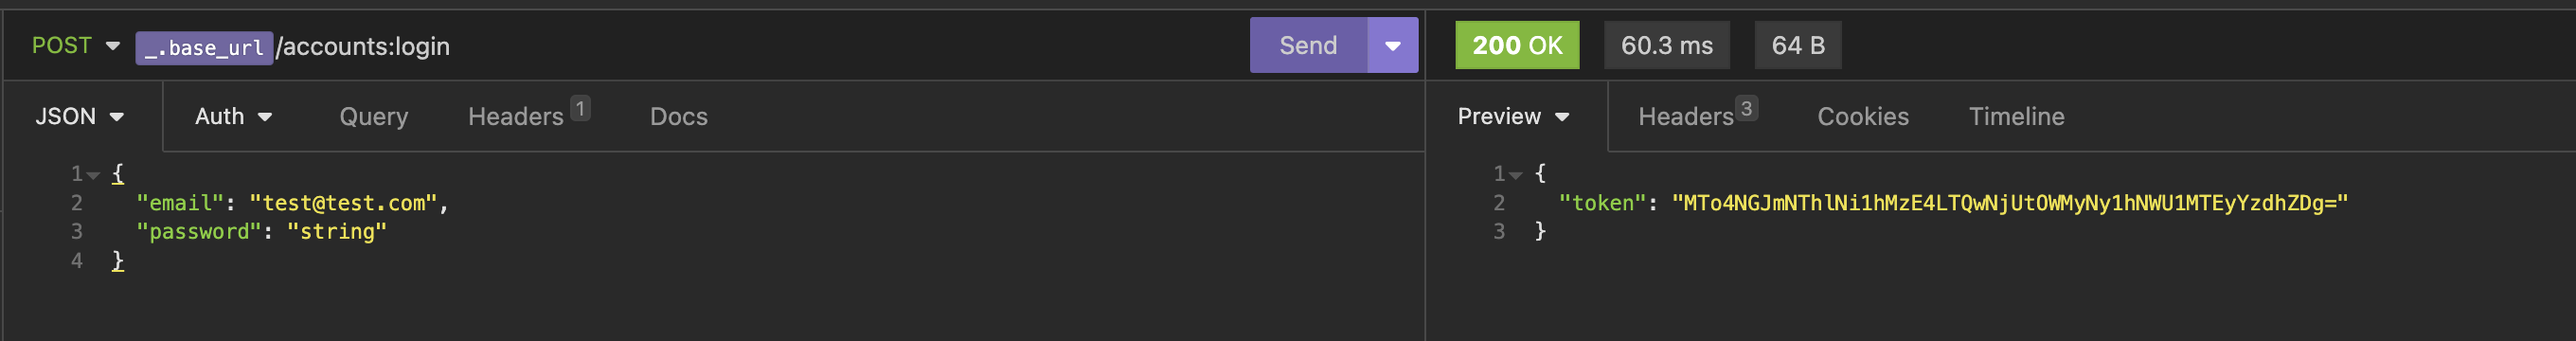 POST _.base_url/accounts:login Send
200 OK 60.3 ms 64 B
JSON Auth Query Headers 1 Docs
Preview Headers 3 Cookies Timeline
1 {
2 "email": "test@test.com",
3 "password": "string"
4 }
1 {
2 "token": "MTo4NGJmNThlNi1hMzE4LTQwNjUtOWMyNy1hNWU1MTEyYzdhZDg="
3 }